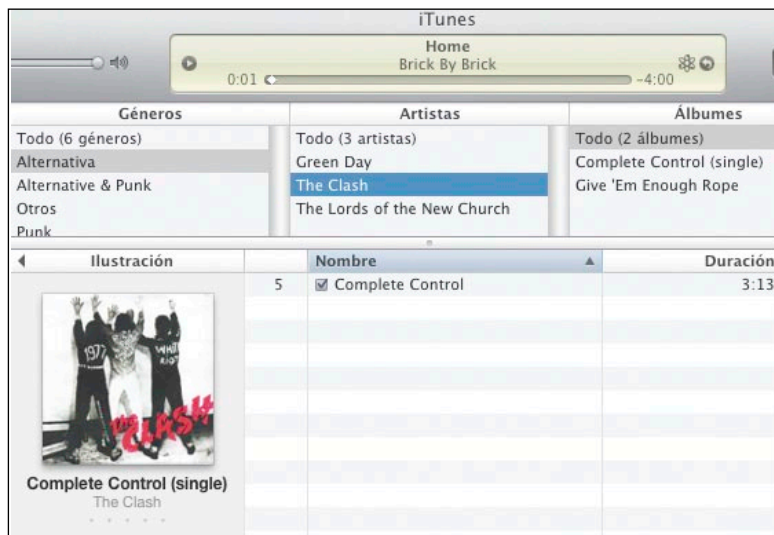 iTunes
Home
Brick By Brick
0:01
-4:00
Géneros
Artistas
Álbumes
Todo (6 géneros)
Alternativa
Alternative & Punk
Otros
Punk
Todo (3 artistas)
Green Day
The Clash
The Lords of the New Church
Todo (2 álbumes)
Complete Control (single)
Give 'Em Enough Rope
Ilustración
Nombre
Duración
5
Complete Control
3:13
1977
WHITE
RIOT
THE
CLASH
Complete Control (single)
The Clash